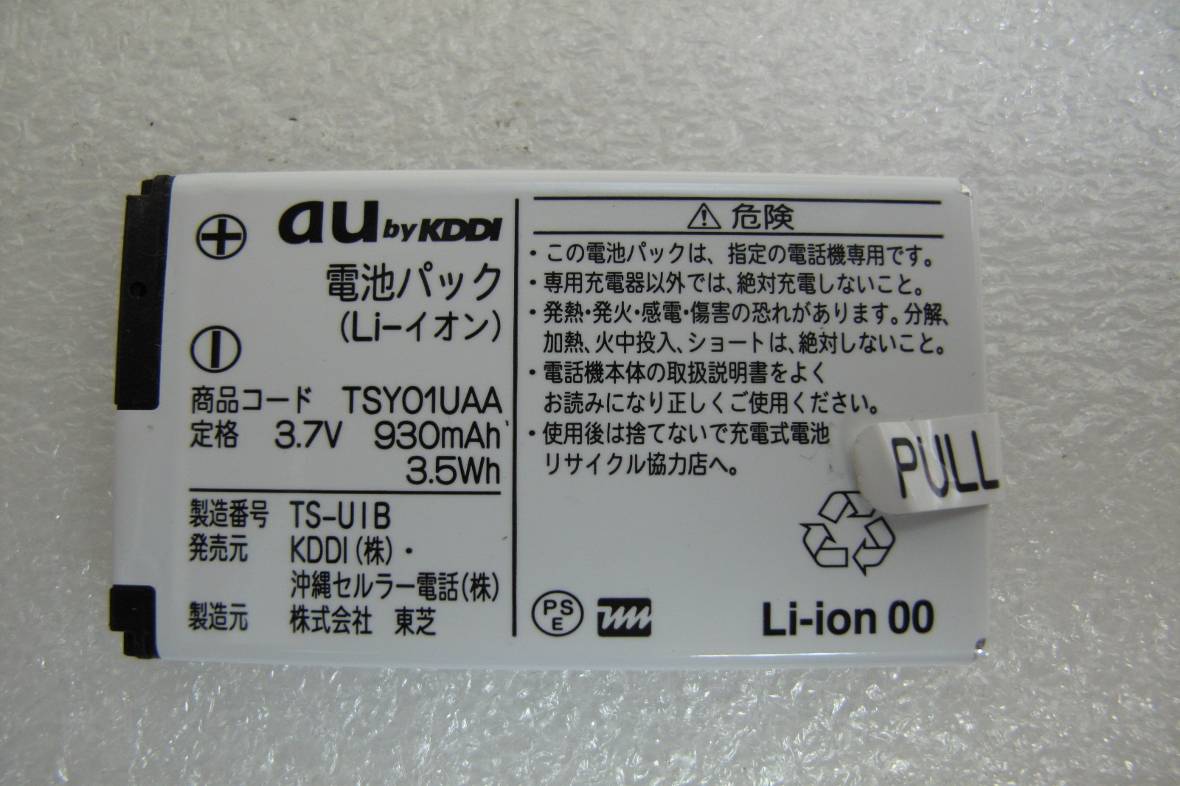 au by KDDI
電池パック
(Li-イオン)
商品コード TSY01UAA
定格 3.7V 930mAh
3.5Wh
製造番号 TS-UIB
発売元 KDDI(株)・
沖縄セルラー電話(株)
製造元 株式会社 東芝
⚠危険
・この電池パックは、指定の電話機専用です。
・専用充電器以外では、絶対充電しないこと。
・発熱・発火・感電・傷害の恐れがあります。分解、
加熱、火中投入、ショートは、絶対しないこと。
・電話機本体の取扱説明書をよく
お読みになり正しくご使用ください。
・使用後は捨てないで充電式電池
リサイクル協力店へ。
PULL
PS
E
Li-ion 00